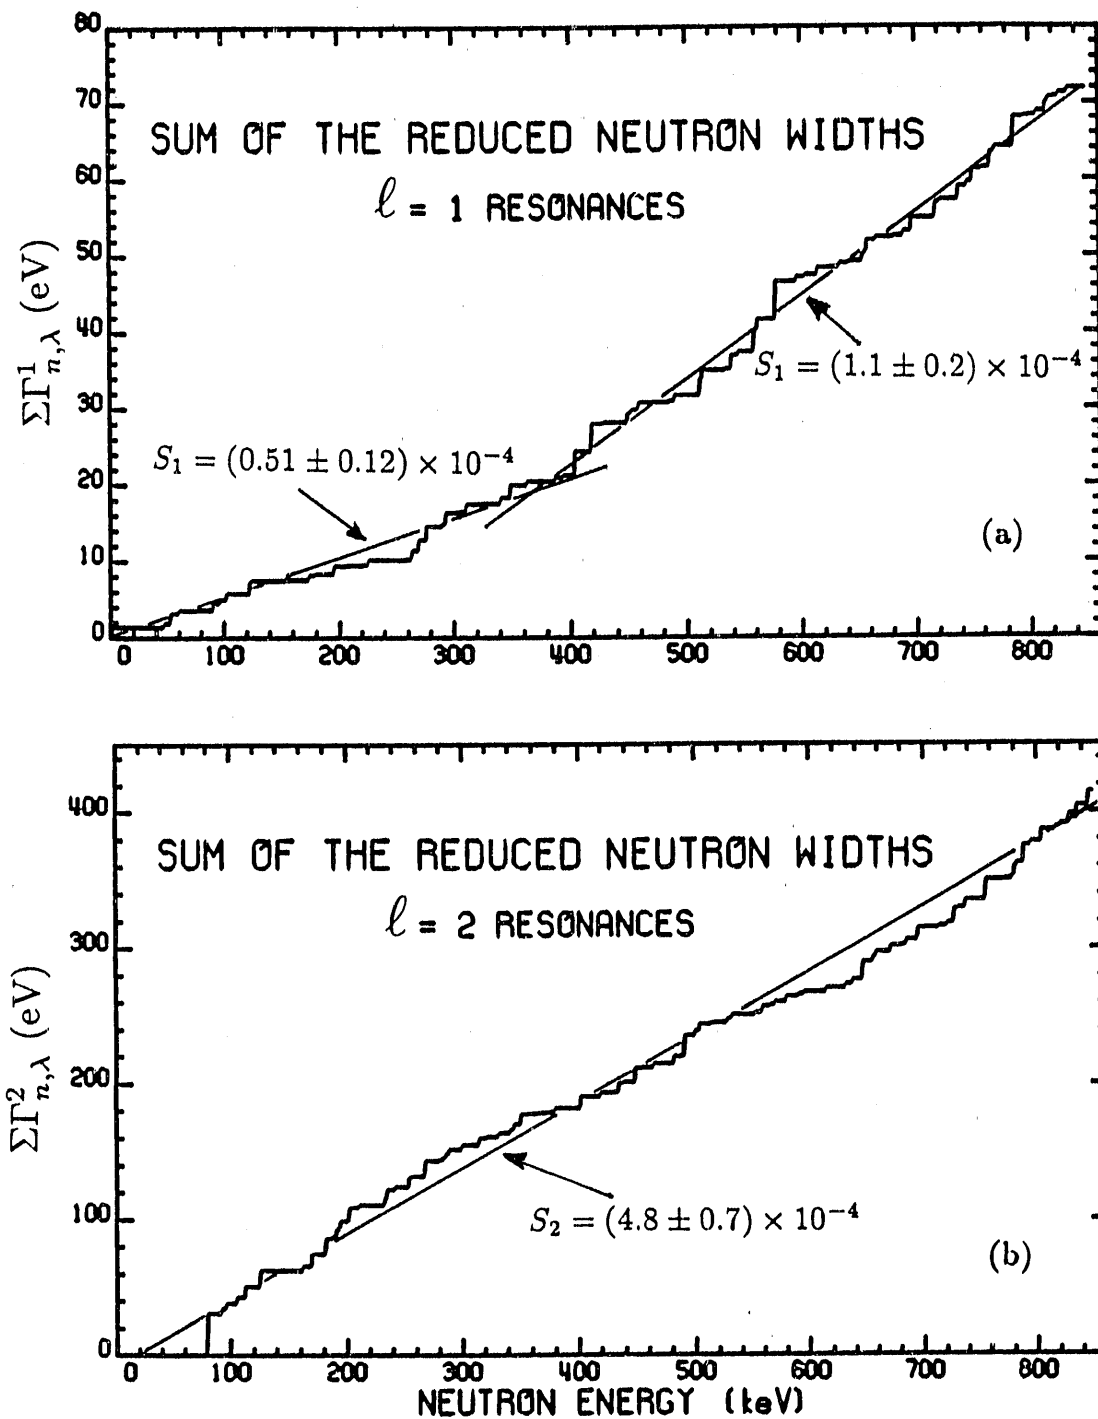 80
70
60
50
40
30
20
10
0
SUM OF THE REDUCED NEUTRON WIDTHS
ℓ = 1 RESONANCES
ΣΓ¹ₙ,λ (eV)
S₁ = (1.1 ± 0.2) × 10⁻⁴
S₁ = (0.51 ± 0.12) × 10⁻⁴
(a)
0 100 200 300 400 500 600 700 800
400
300
200
100
0
SUM OF THE REDUCED NEUTRON WIDTHS
ℓ = 2 RESONANCES
ΣΓ²ₙ,λ (eV)
S₂ = (4.8 ± 0.7) × 10⁻⁴
(b)
0 100 200 300 400 500 600 700 800
NEUTRON ENERGY (keV)